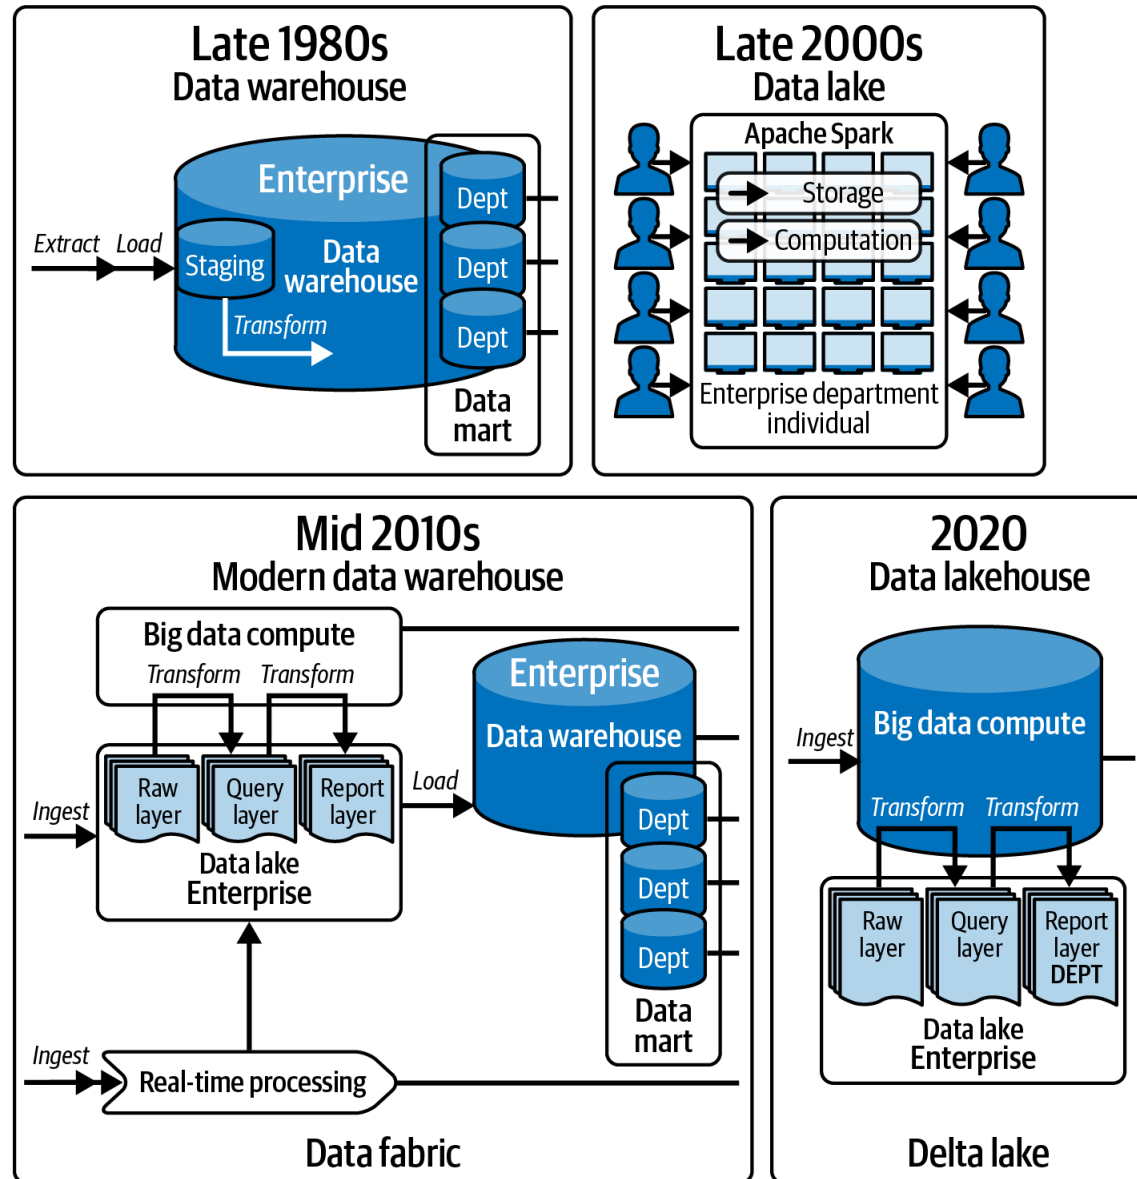 Late 1980s
Data warehouse
Enterprise
Data
warehouse
Extract
Load
Staging
Transform
Dept
Dept
Dept
Data
mart
Late 2000s
Data lake
Apache Spark
Storage
Computation
Enterprise department
individual
Mid 2010s
Modern data warehouse
Big data compute
Transform
Transform
Ingest
Raw
layer
Query
layer
Report
layer
Data lake
Enterprise
Load
Enterprise
Data warehouse
Dept
Dept
Dept
Data
mart
Ingest
Real-time processing
Data fabric
2020
Data lakehouse
Ingest
Big data compute
Transform
Transform
Raw
layer
Query
layer
Report
layer
DEPT
Data lake
Enterprise
Delta lake